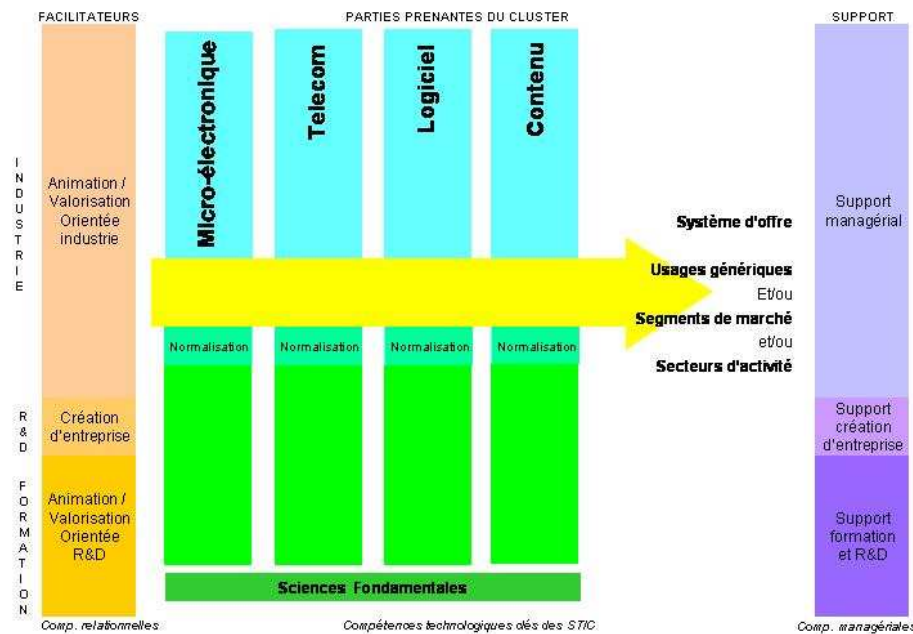 FACILITATEURS
PARTIES PRENANTES DU CLUSTER
SUPPORT
INDUSTRIE
R&D
FORMATION
Animation /
Valorisation
Orientée
industrie
Création
d'entreprise
Animation /
Valorisation
Orientée
R&D
Micro-électronique
Telecom
Logiciel
Contenu
Normalisation
Normalisation
Normalisation
Normalisation
Sciences Fondamentales
Système d'offre
Usages génériques
Et/ou
Segments de marché
et/ou
Secteurs d'activité
Support
managérial
Support
création
d'entreprise
Support
formation
et R&D
Comp. relationnelles
Compétences technologiques clés des STIC
Comp. managériales